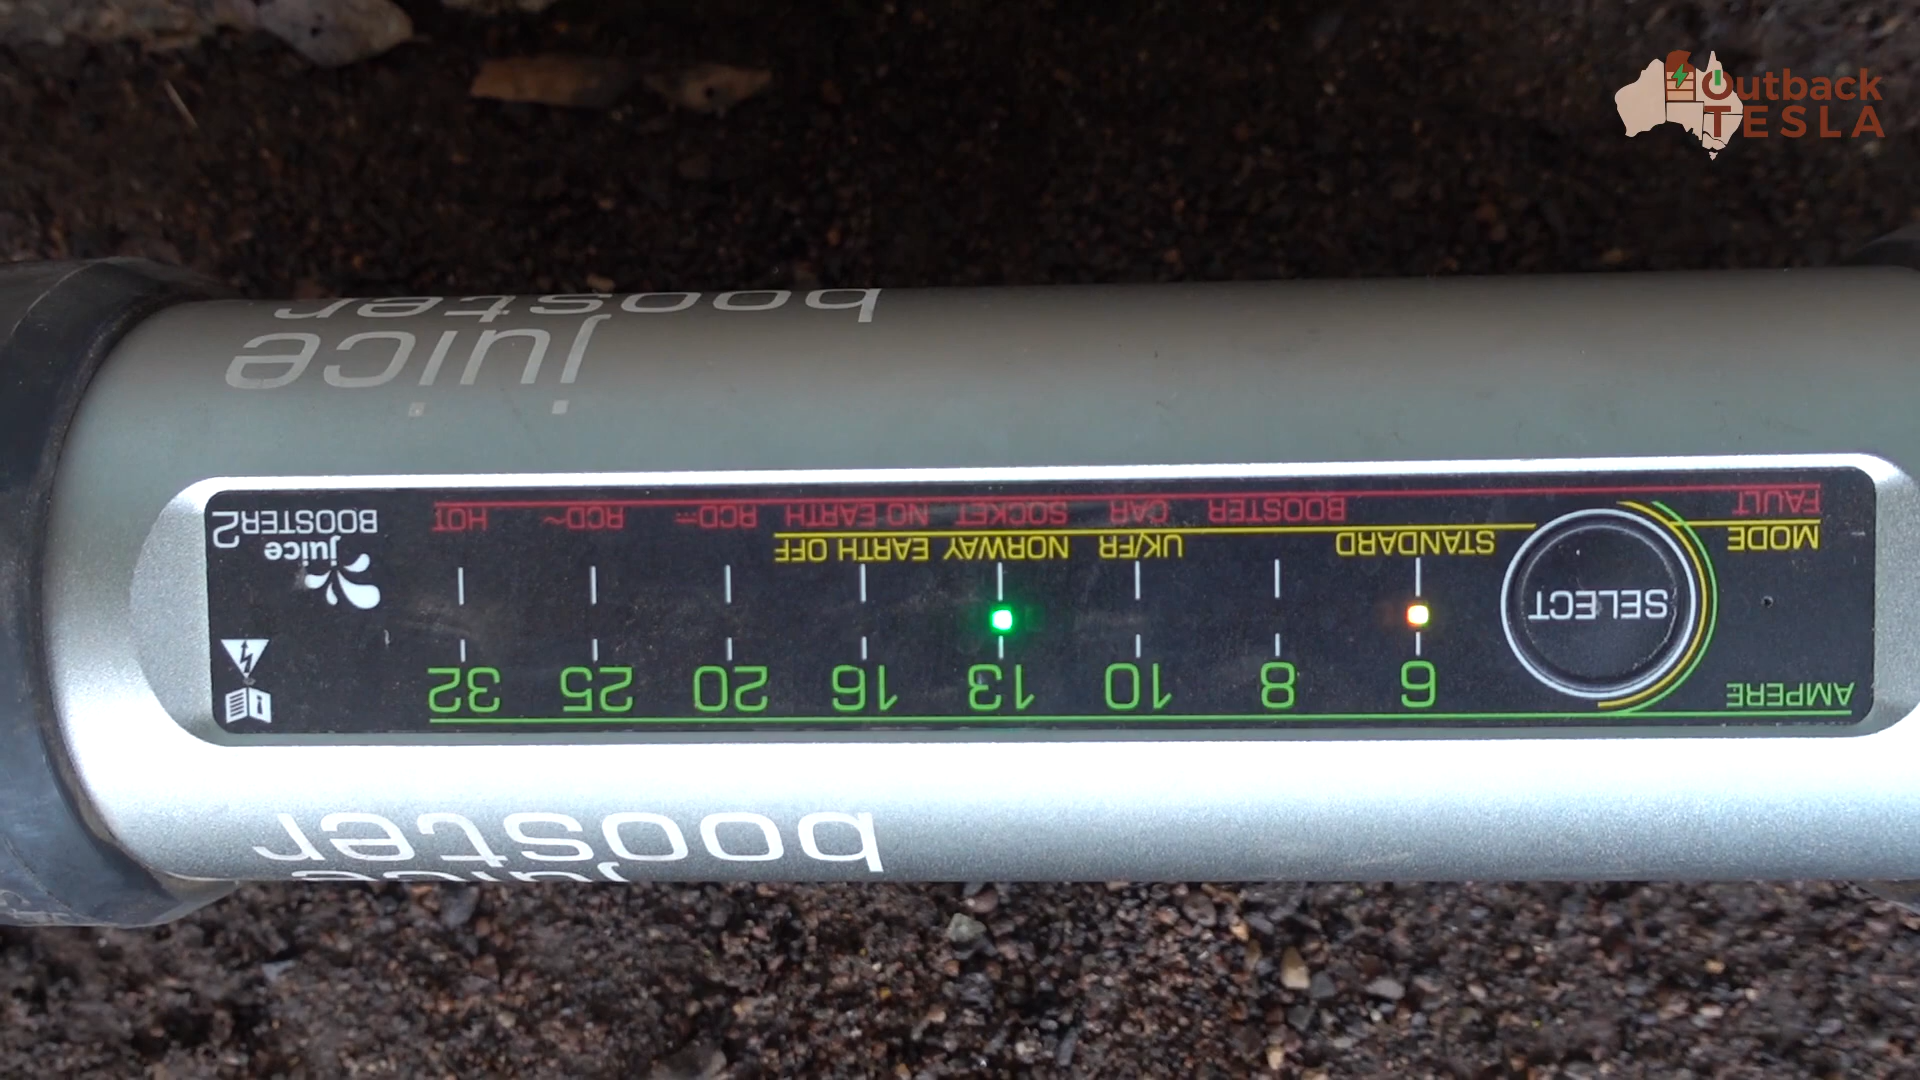 Outback
TESLA
juice
booster
AMPERE
6 8 10 13 16 20 25 32
SELECT
MODE
STANDARD UK/FR NORWAY EARTH OFF
FAULT
BOOSTER CAR SOCKET NO EARTH RCD⎓ RCD~ HOT
juice
BOOSTER2
juice
booster